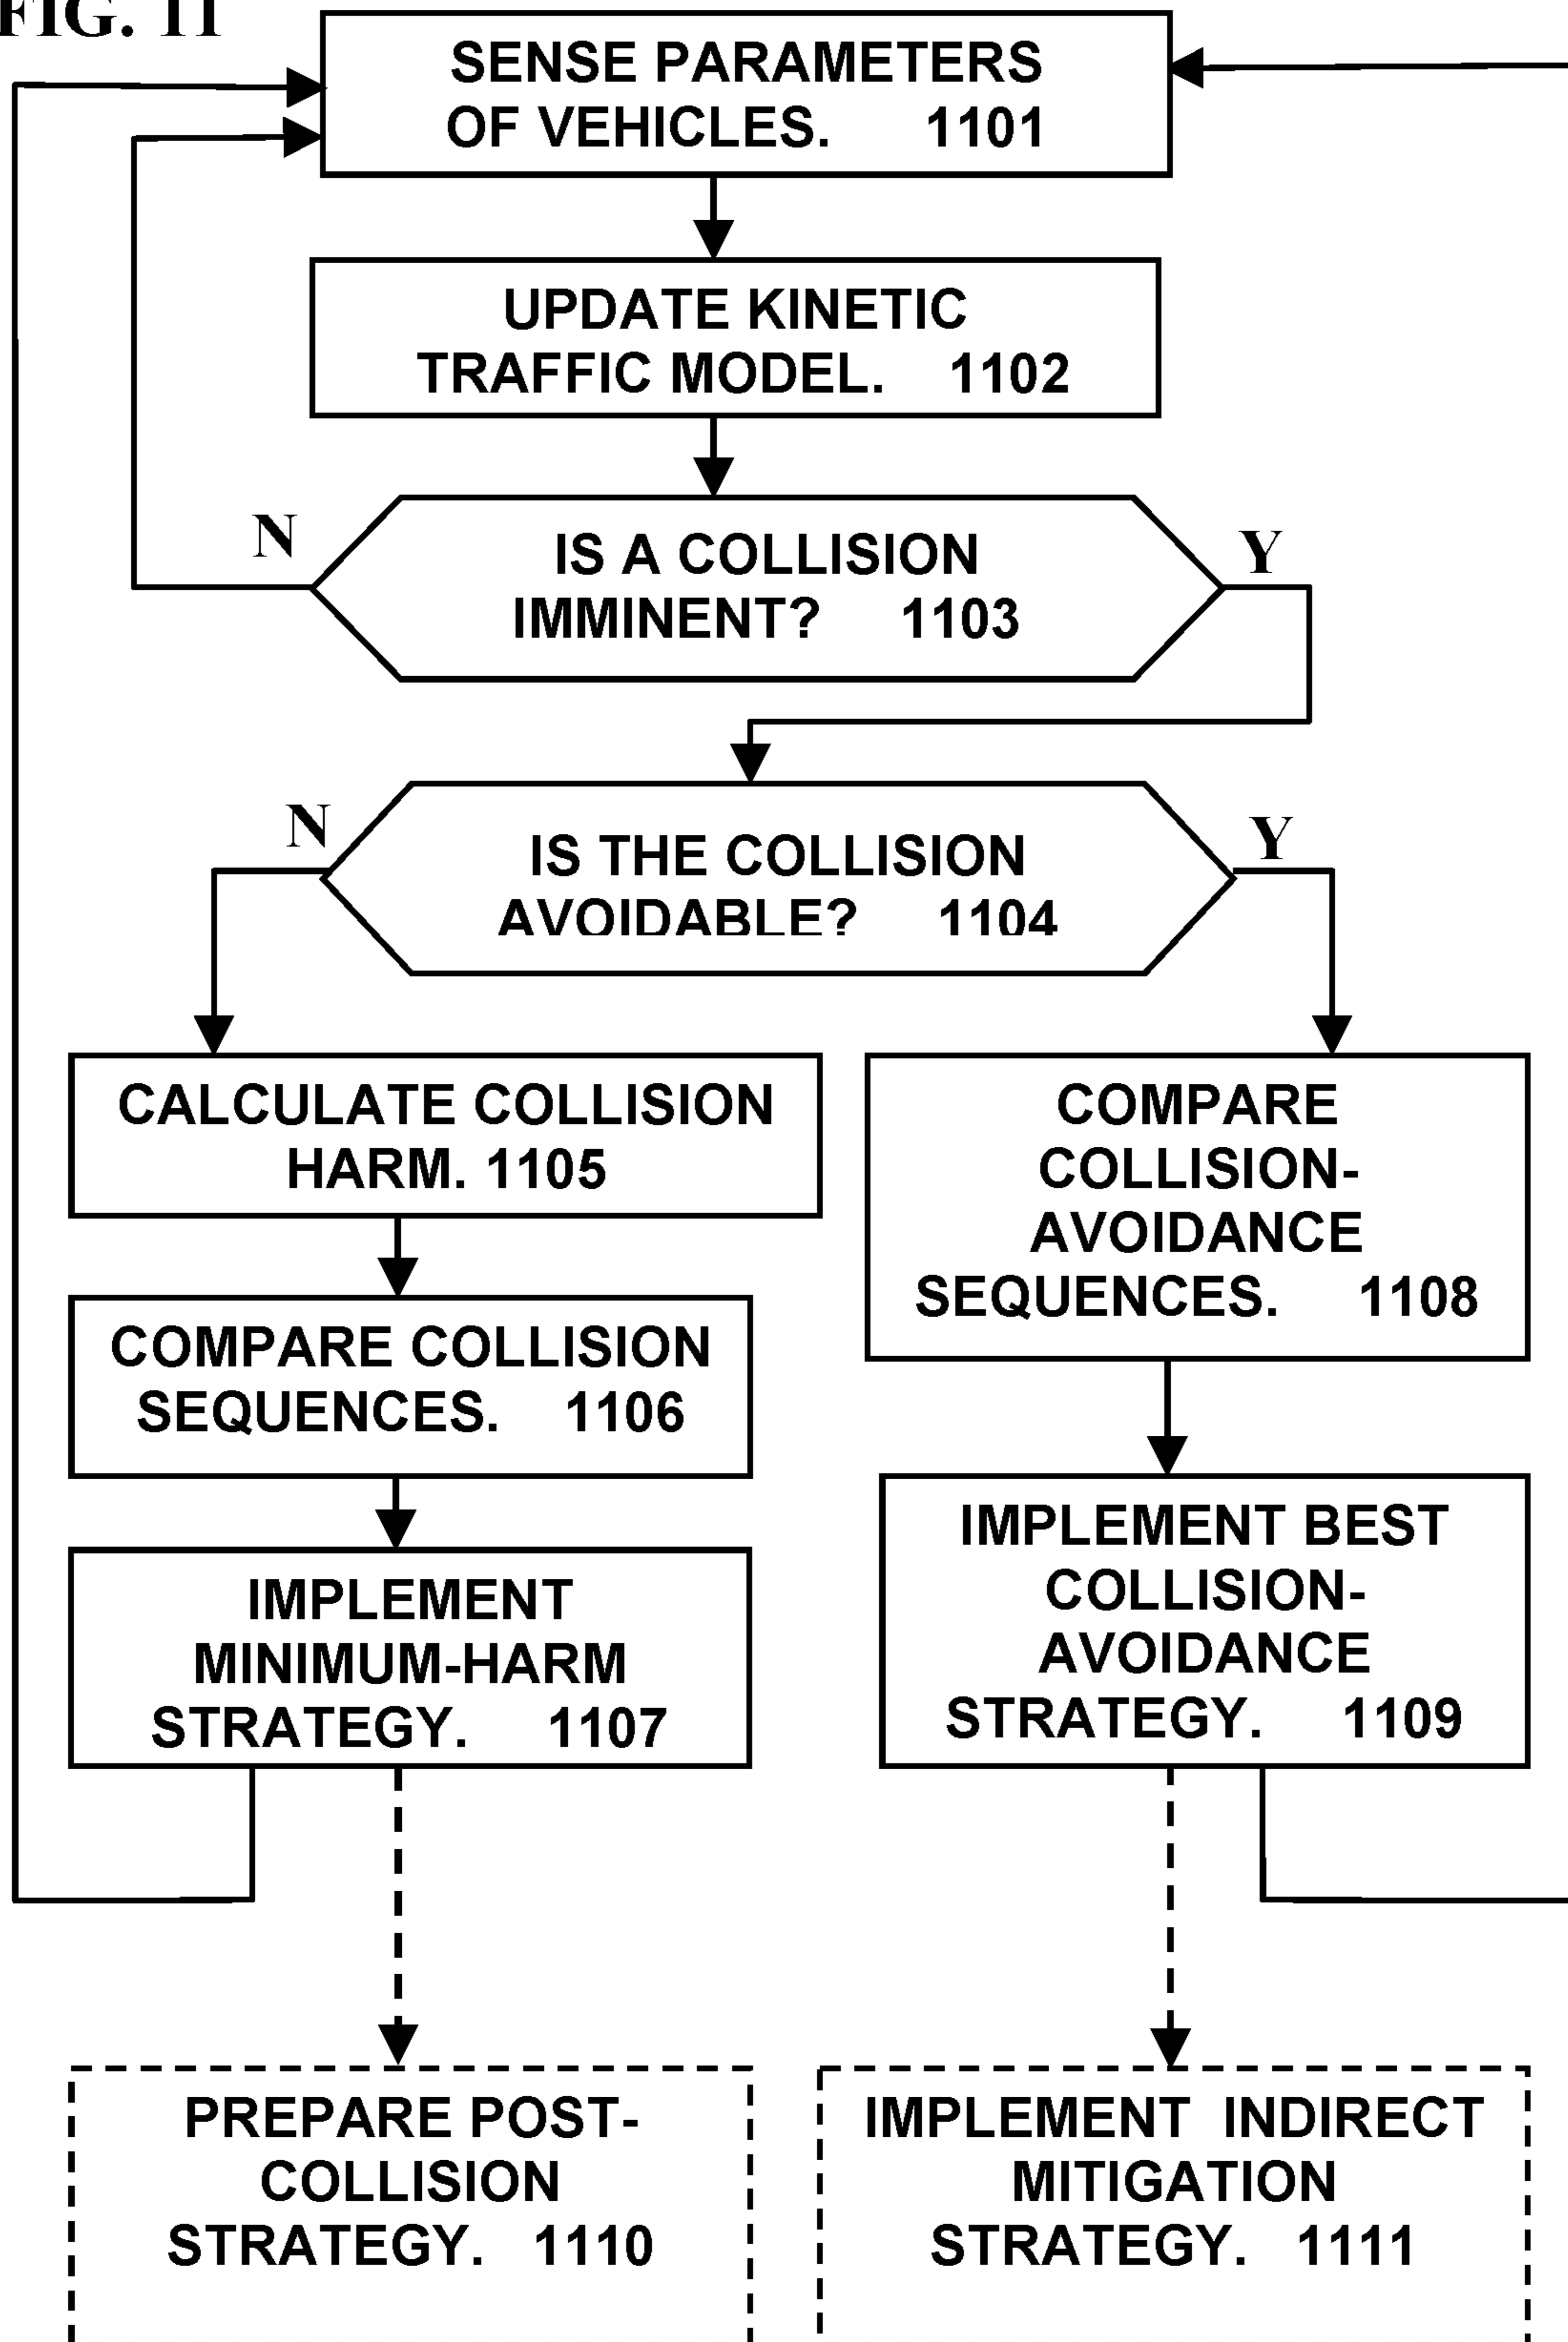 FIG. 11
SENSE PARAMETERS
OF VEHICLES. 1101
UPDATE KINETIC
TRAFFIC MODEL. 1102
N
Y
IS A COLLISION
IMMINENT? 1103
N
Y
IS THE COLLISION
AVOIDABLE? 1104
CALCULATE COLLISION
HARM. 1105
COMPARE COLLISION
SEQUENCES. 1106
IMPLEMENT
MINIMUM-HARM
STRATEGY. 1107
COMPARE
COLLISION-
AVOIDANCE
SEQUENCES. 1108
IMPLEMENT BEST
COLLISION-
AVOIDANCE
STRATEGY. 1109
PREPARE POST-
COLLISION
STRATEGY. 1110
IMPLEMENT INDIRECT
MITIGATION
STRATEGY. 1111